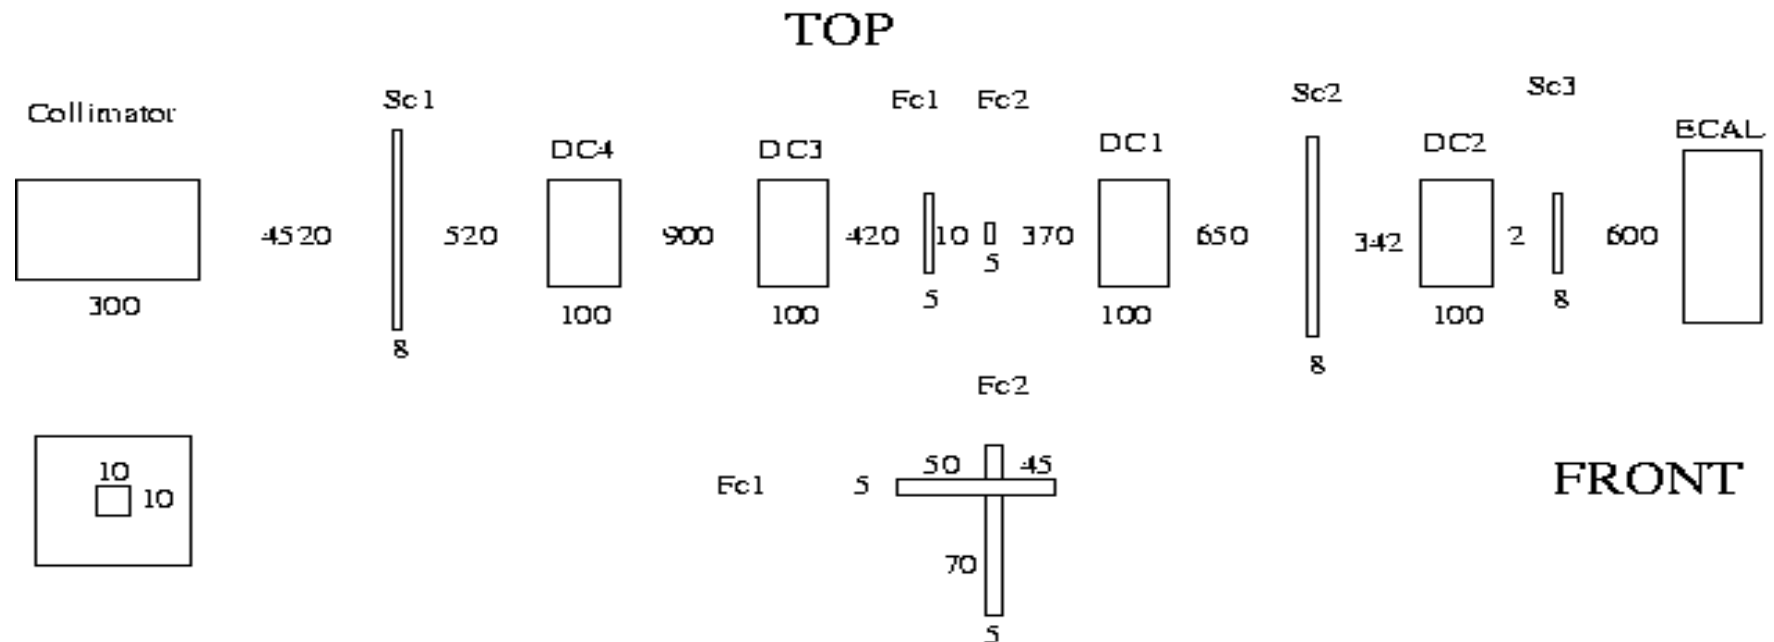 TOP
Collimator Sc1 DC4 DC3 Fc1 Fc2 DC1 Sc2 DC2 Sc3 ECAL
4520 520 900 420 10 370 650 342 2 600
300 8 100 100 5 5 100 8 100 8
Fc2
10 10
Fc1 5 50 45
70
5
FRONT